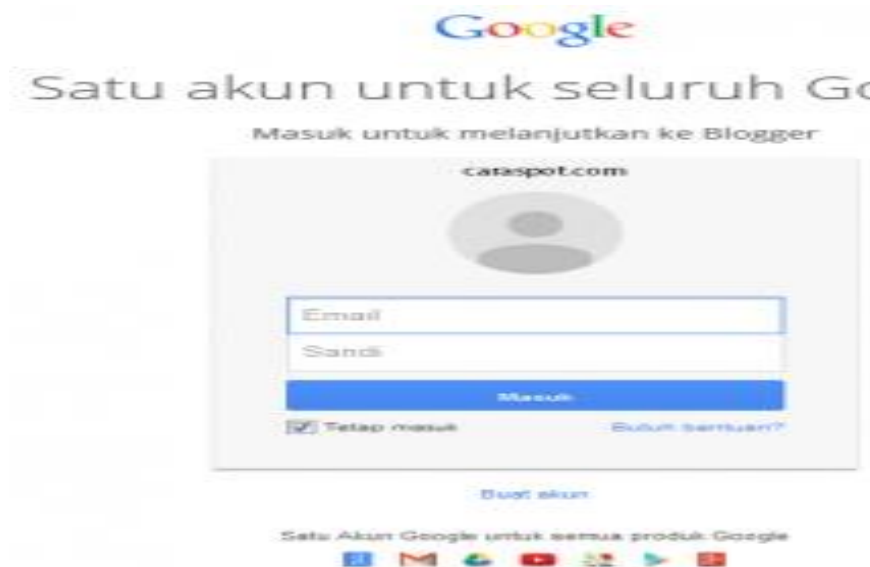 Google
Satu akun untuk seluruh Go
Masuk untuk melanjutkan ke Blogger
caraspot.com
Email
Sandi
Masuk
Tetap masuk
Butuh bantuan?
Buat akun
Satu Akun Google untuk semua produk Google